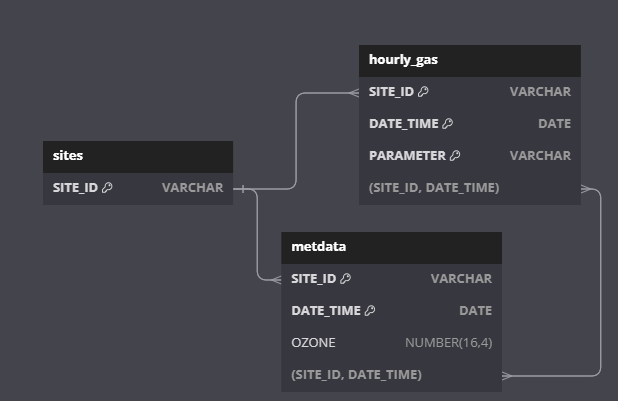 hourly_gas
SITE_ID VARCHAR
DATE_TIME DATE
PARAMETER VARCHAR
(SITE_ID, DATE_TIME)
sites
SITE_ID VARCHAR
metdata
SITE_ID VARCHAR
DATE_TIME DATE
OZONE NUMBER(16,4)
(SITE_ID, DATE_TIME)